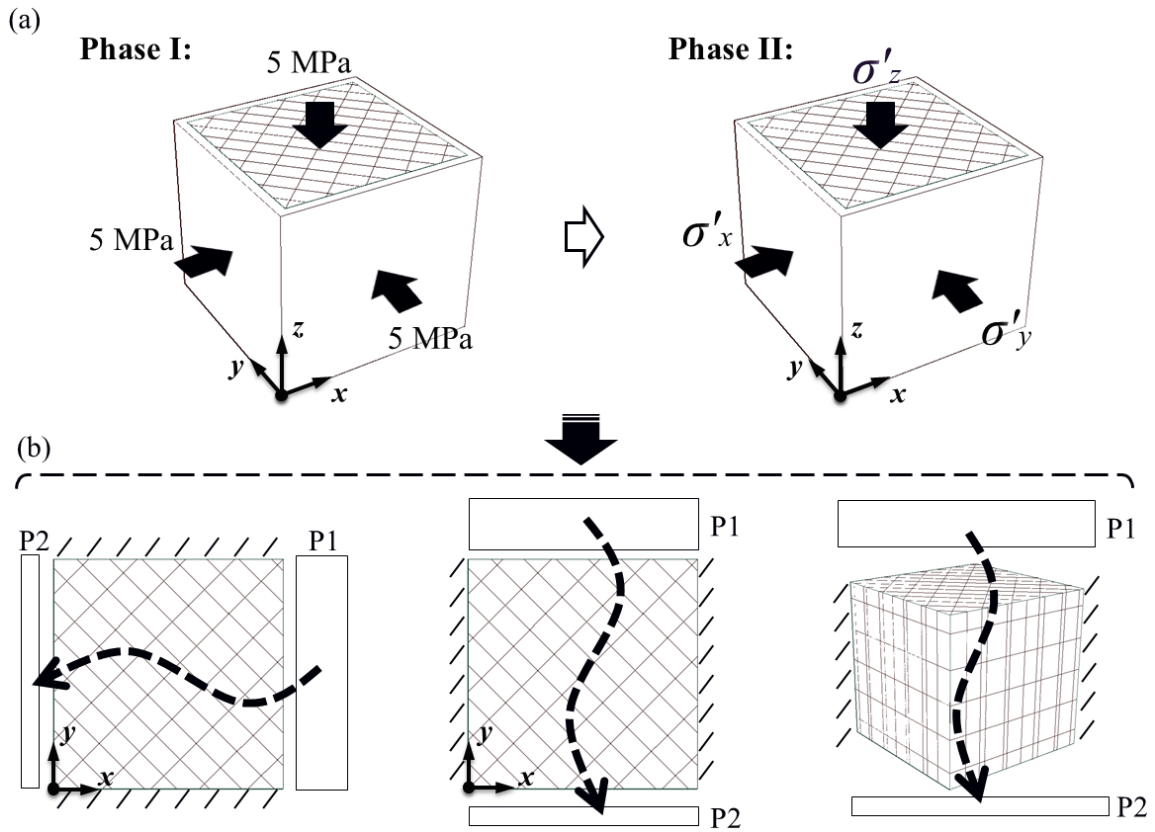 (a)
Phase I:
Phase II:
5 MPa
σ'z
5 MPa
σ'x
5 MPa
σ'y
z
y
x
z
y
x
(b)
P2
P1
P1
P1
y
x
y
x
P2
P2